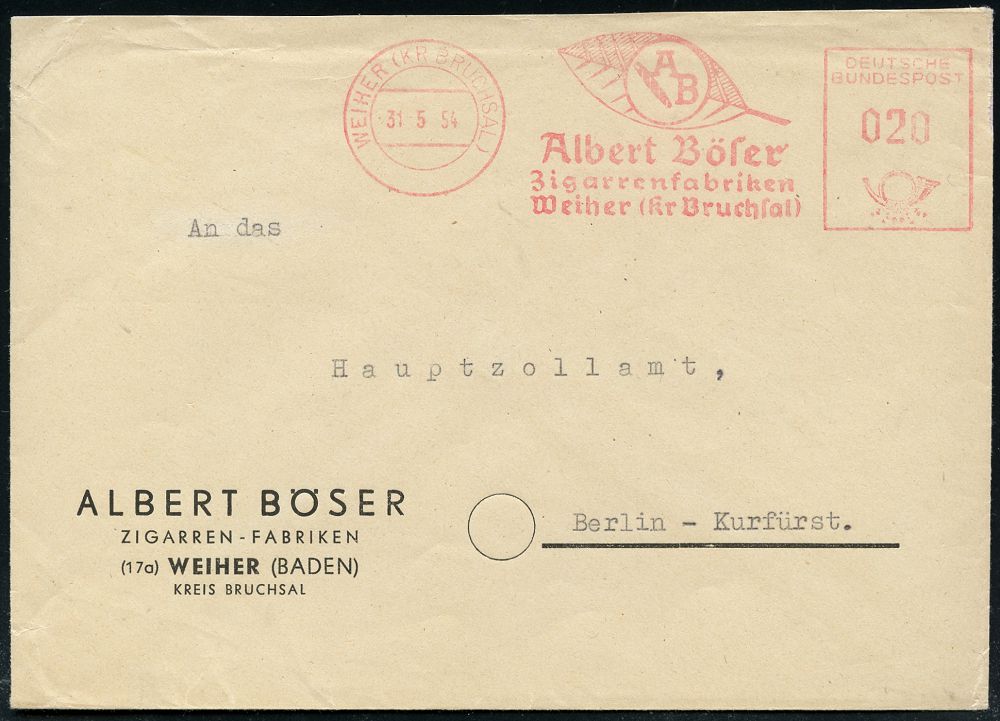 WEIHER (KR BRUCHSAL)
31 5 54
A
B
Albert Böſer
Zigarrenfabriken
Weiher (Kr Bruchſal)
DEUTSCHE
BUNDESPOST
020
An das
Hauptzollamt,
ALBERT BÖSER
ZIGARREN-FABRIKEN
(17a) WEIHER (BADEN)
KREIS BRUCHSAL
Berlin - Kurfürst.